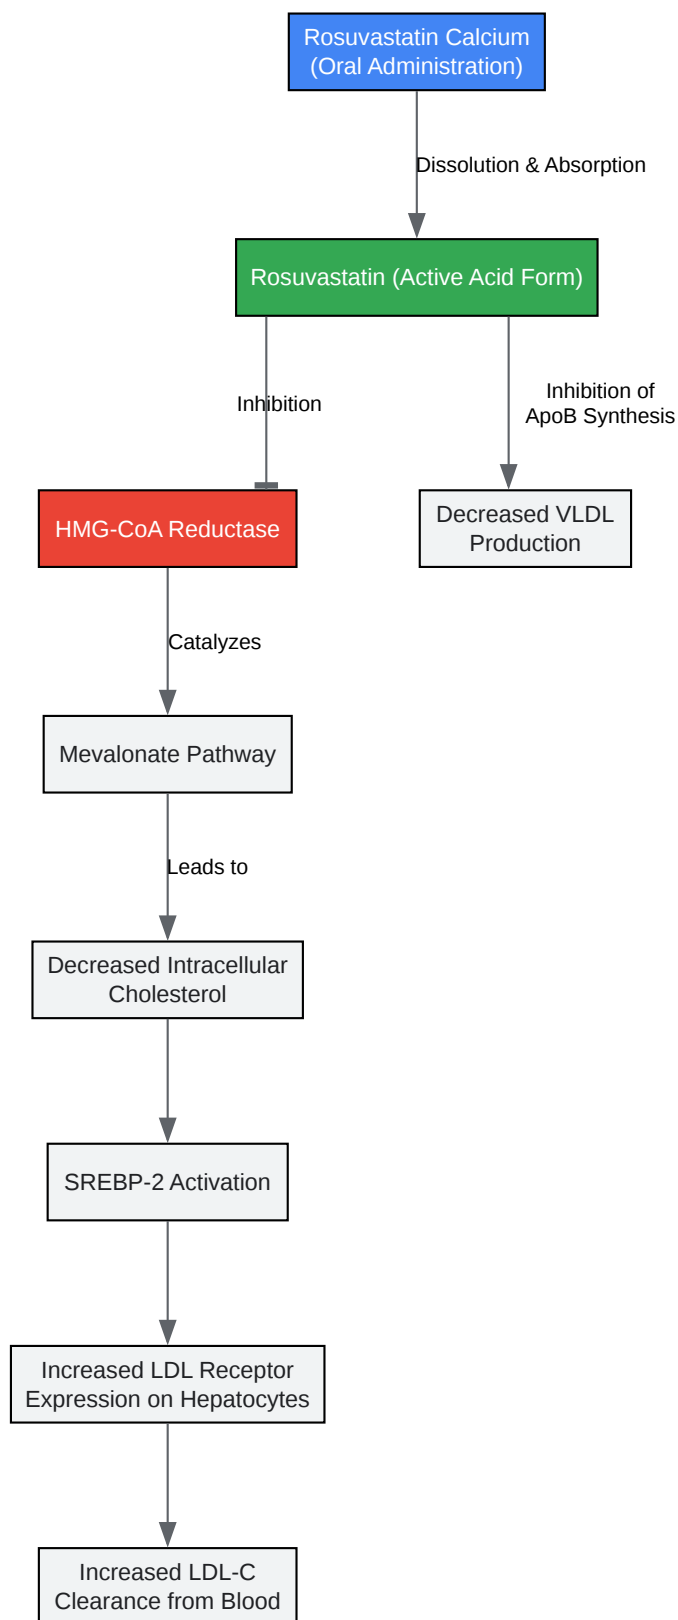 Rosuvastatin Calcium
(Oral Administration)
Dissolution & Absorption
Rosuvastatin (Active Acid Form)
Inhibition
Inhibition of
ApoB Synthesis
HMG-CoA Reductase
Decreased VLDL
Production
Catalyzes
Mevalonate Pathway
Leads to
Decreased Intracellular
Cholesterol
SREBP-2 Activation
Increased LDL Receptor
Expression on Hepatocytes
Increased LDL-C
Clearance from Blood